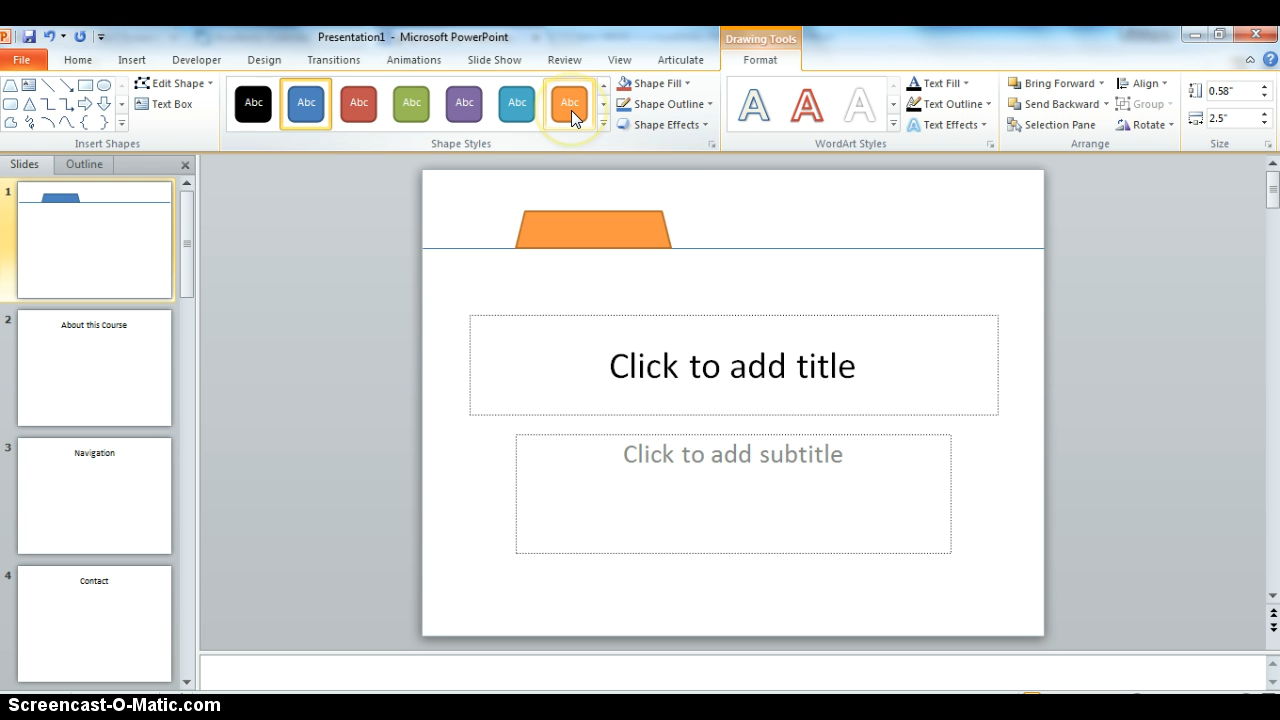 Presentation1 - Microsoft PowerPoint
Drawing Tools
File Home Insert Developer Design Transitions Animations Slide Show Review View Articulate Format
Edit Shape
Text Box
Insert Shapes
Abc Abc Abc Abc Abc Abc Abc
Shape Styles
Shape Fill
Shape Outline
Shape Effects
A A A
WordArt Styles
Text Fill
Text Outline
Text Effects
Bring Forward
Send Backward
Selection Pane
Align
Group
Rotate
Arrange
0.58"
2.5"
Size
Slides Outline
1
2
About this Course
3
Navigation
4
Contact
Click to add title
Click to add subtitle
Screencast-O-Matic.com